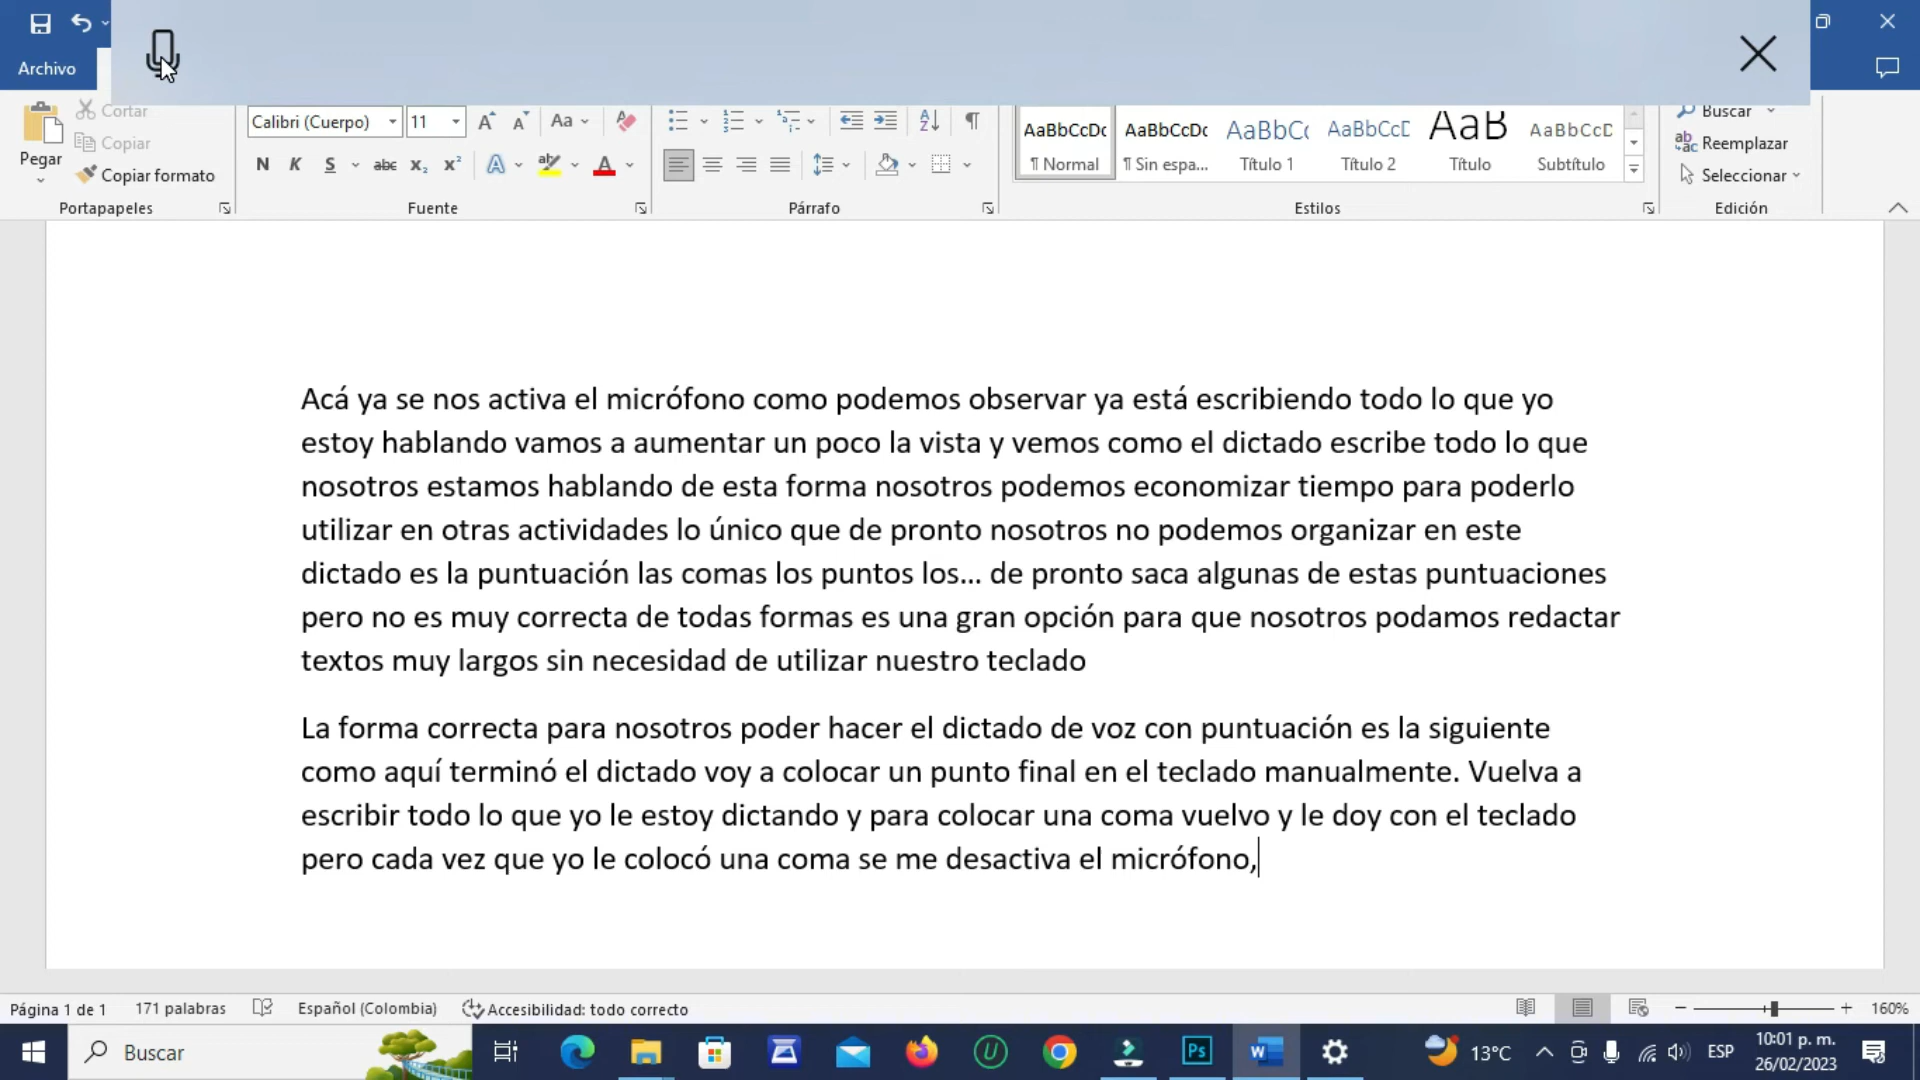 Archivo
Cortar
Copiar
Copiar formato
Pegar
Portapapeles
Calibri (Cuerpo) 11 Aa
N K S abc x₂ x² A ab A
Fuente
Párrafo
AaBbCcDc AaBbCcDc AaBbCc AaBbCcD AaB AaBbCcD
¶ Normal ¶ Sin espa... Título 1 Título 2 Título Subtítulo
Estilos
Buscar
Reemplazar
Seleccionar
Edición
Acá ya se nos activa el micrófono como podemos observar ya está escribiendo todo lo que yo
estoy hablando vamos a aumentar un poco la vista y vemos como el dictado escribe todo lo que
nosotros estamos hablando de esta forma nosotros podemos economizar tiempo para poderlo
utilizar en otras actividades lo único que de pronto nosotros no podemos organizar en este
dictado es la puntuación las comas los puntos los... de pronto saca algunas de estas puntuaciones
pero no es muy correcta de todas formas es una gran opción para que nosotros podamos redactar
textos muy largos sin necesidad de utilizar nuestro teclado
La forma correcta para nosotros poder hacer el dictado de voz con puntuación es la siguiente
como aquí terminó el dictado voy a colocar un punto final en el teclado manualmente. Vuelva a
escribir todo lo que yo le estoy dictando y para colocar una coma vuelvo y le doy con el teclado
pero cada vez que yo le colocó una coma se me desactiva el micrófono,
Página 1 de 1 171 palabras Español (Colombia) Accesibilidad: todo correcto 160%
Buscar 13°C ESP 10:01 p. m.
26/02/2023